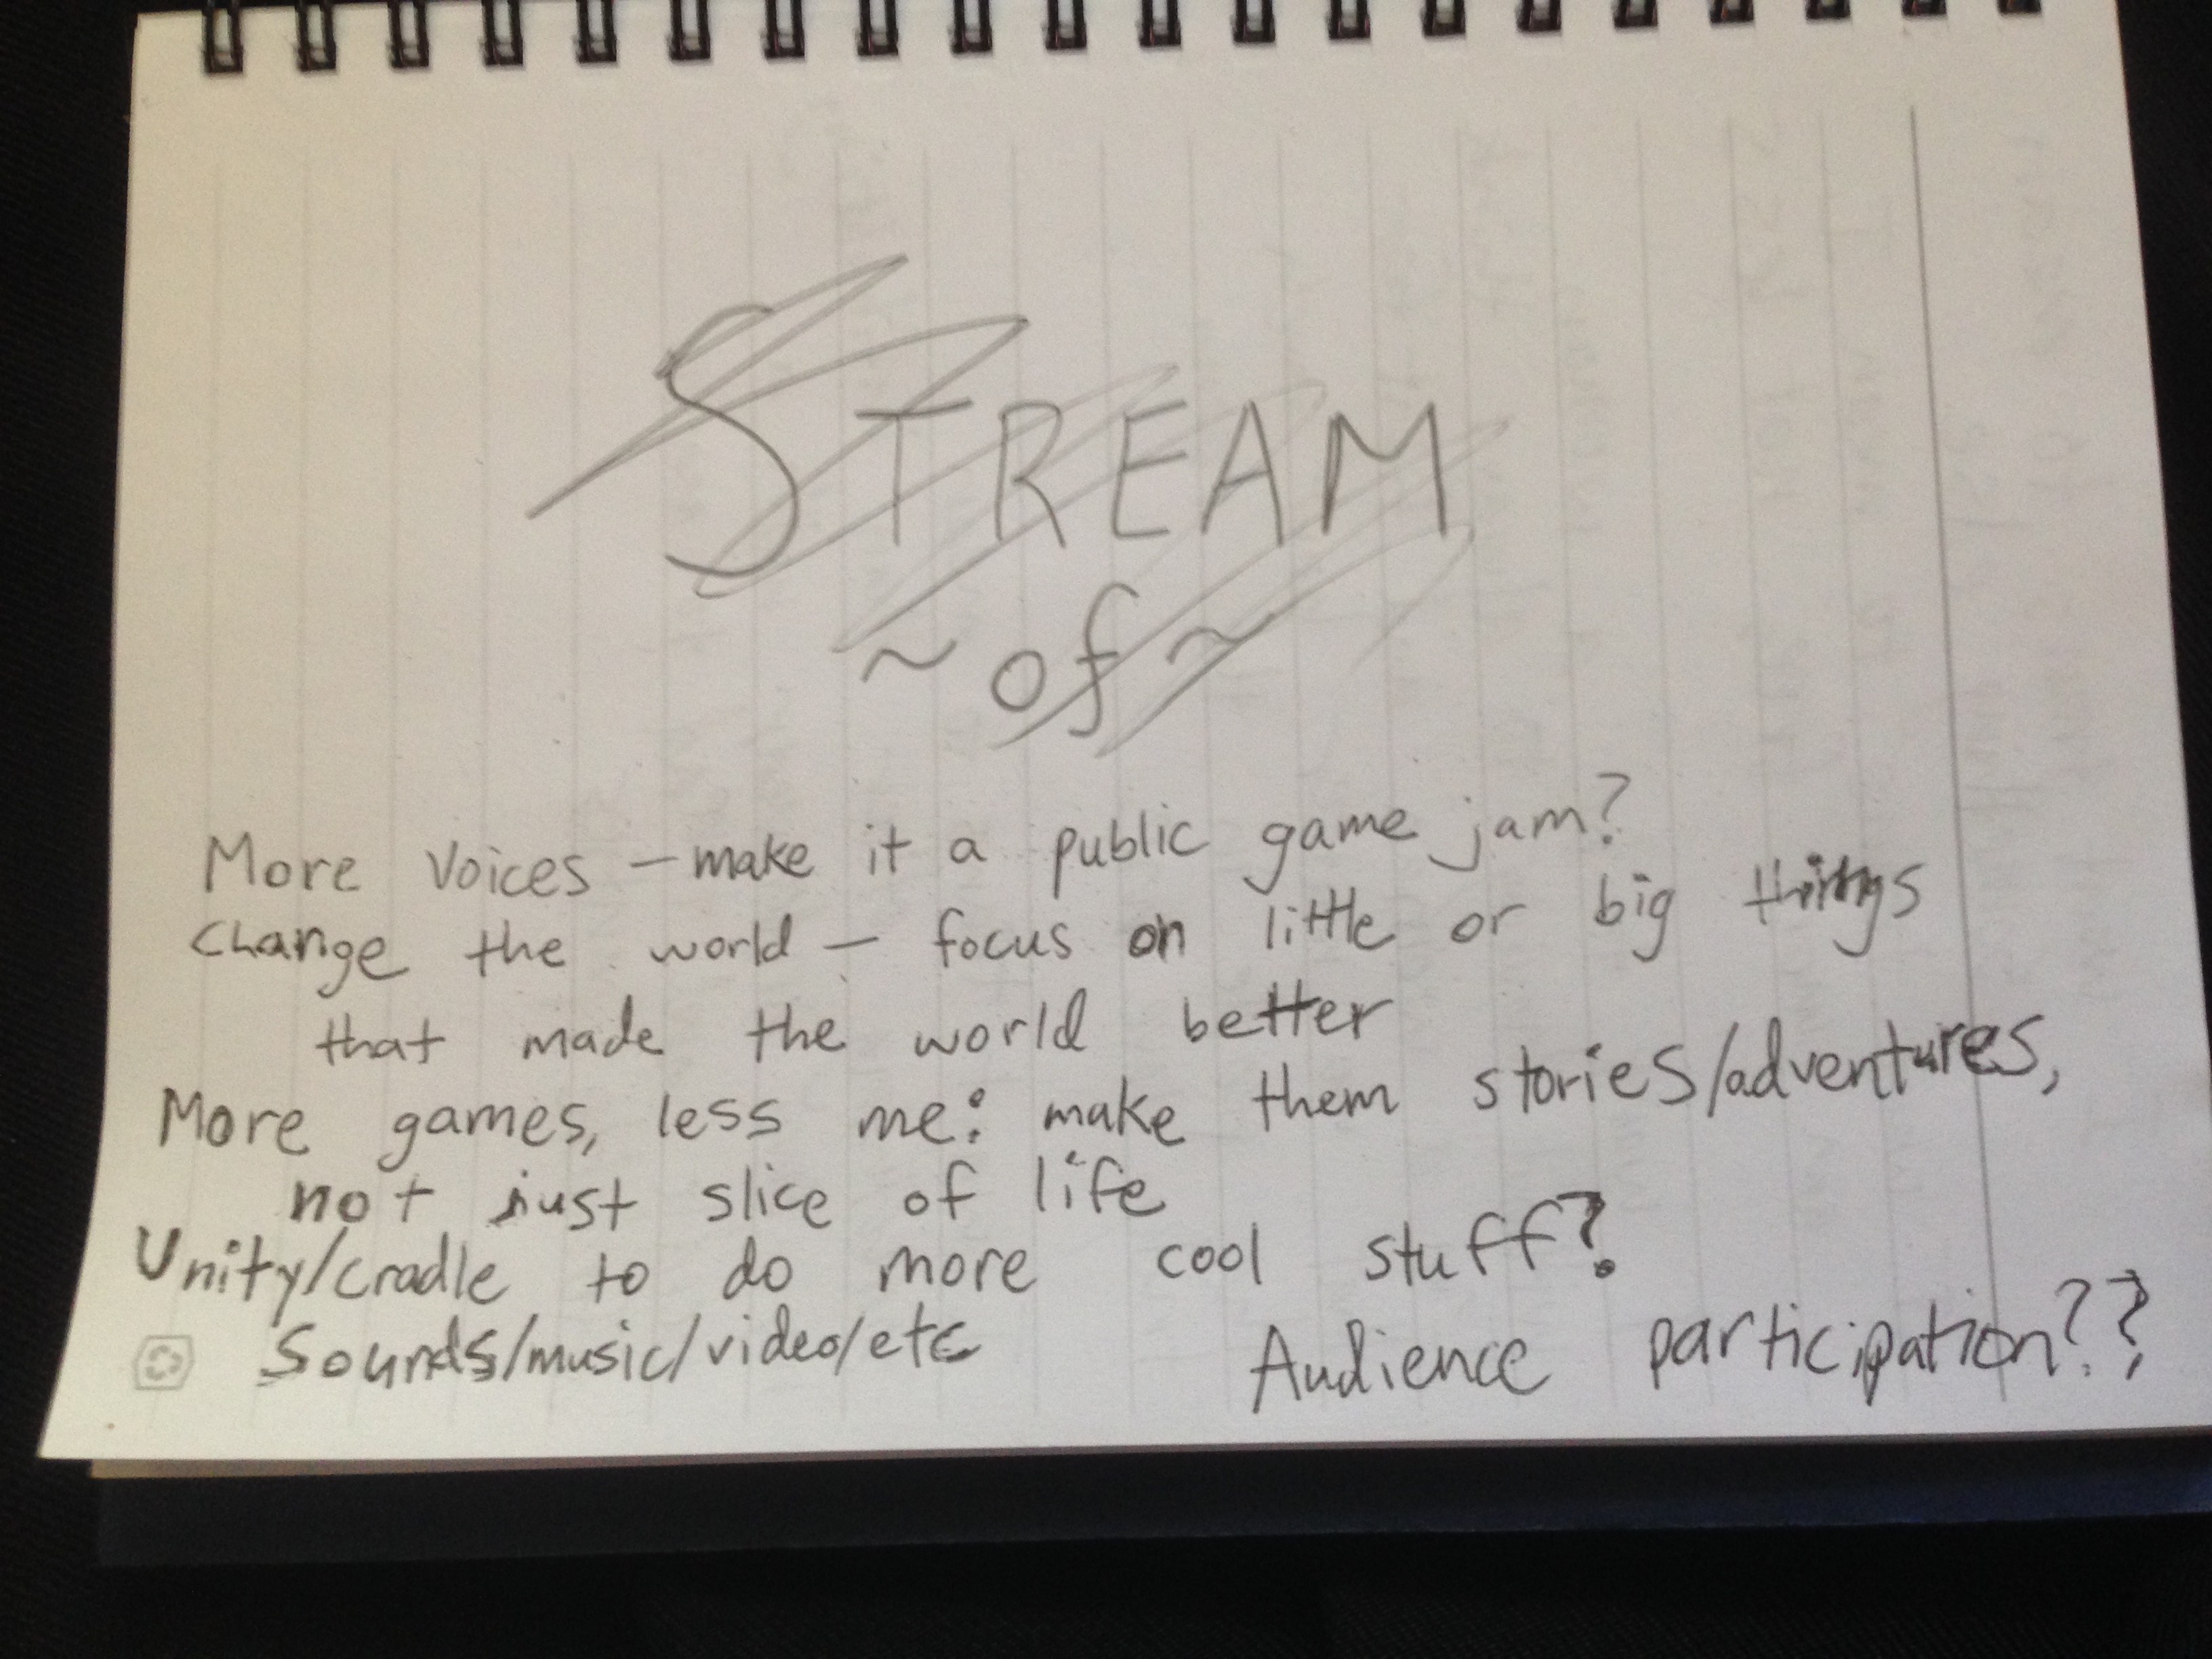 STREAM
~ of ~
More voices – make it a public game jam?
Change the world – focus on little or big things
that made the world better
More games, less me: make them stories/adventures,
not just slice of life
Unity/cradle to do more cool stuff?
Sounds/music/video/etc
Audience participation??